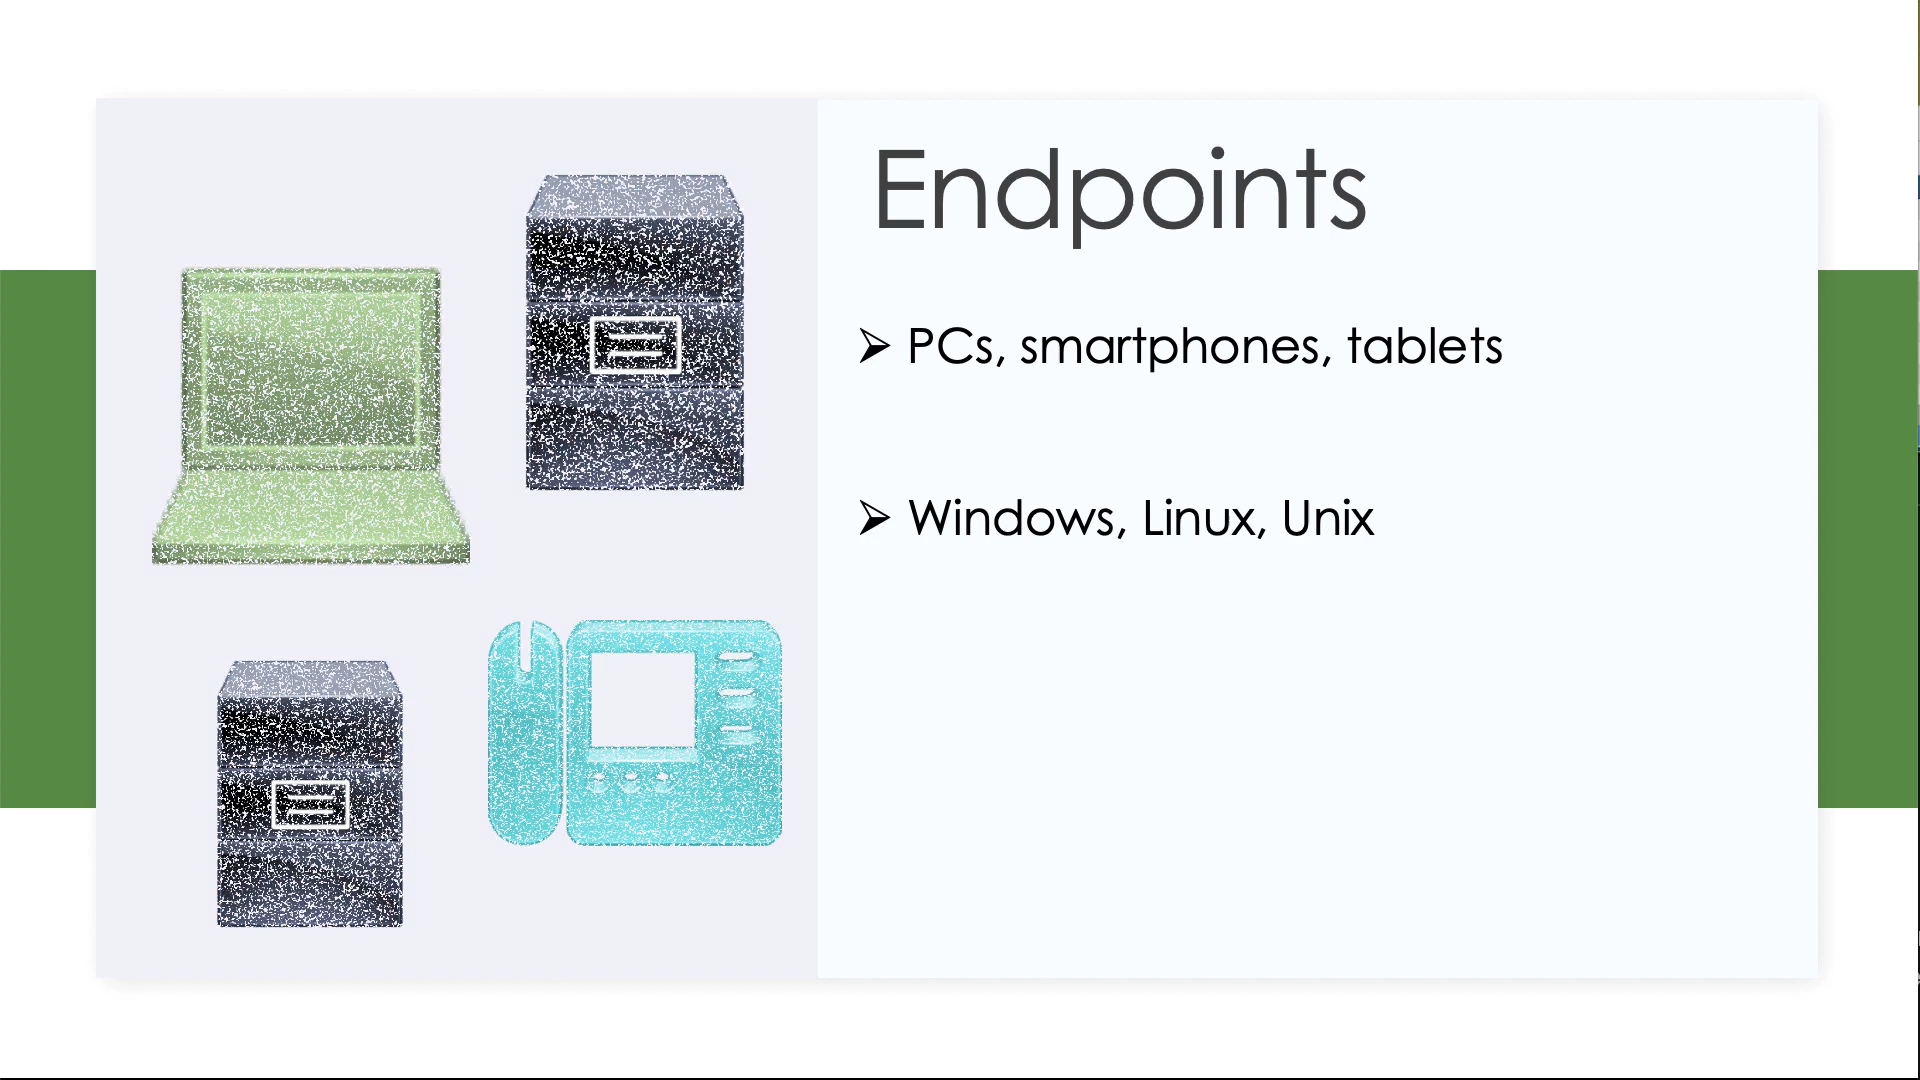 Endpoints
➢ PCs, smartphones, tablets
➢ Windows, Linux, Unix